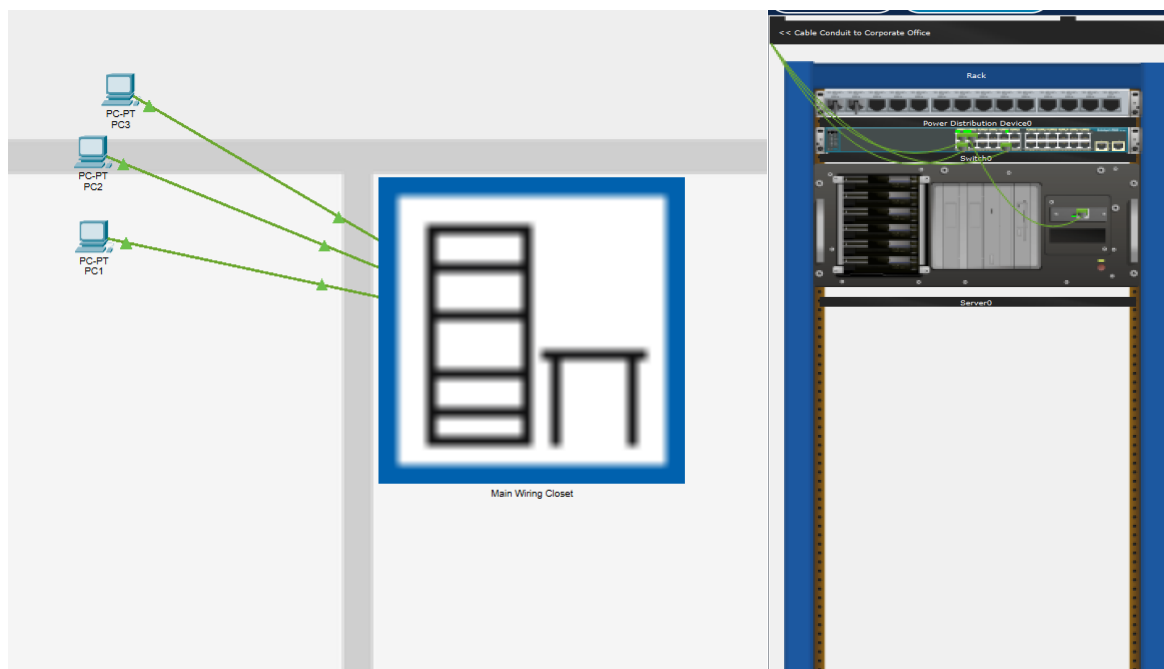 PC-PT
PC3
PC-PT
PC2
PC-PT
PC1
Main Wiring Closet
<< Cable Conduit to Corporate Office
Rack
Power Distribution Device0
Switch0
Server0